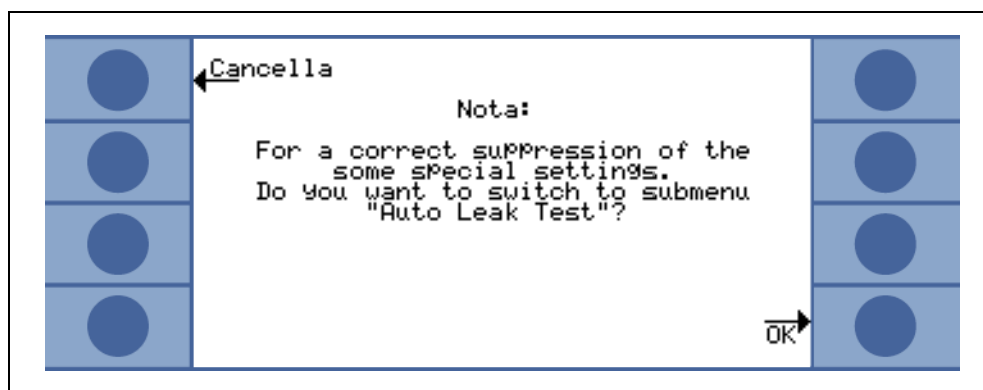 Cancella
Nota:
For a correct suppression of the
some special settings.
Do you want to switch to submenu
"Auto Leak Test"?
OK